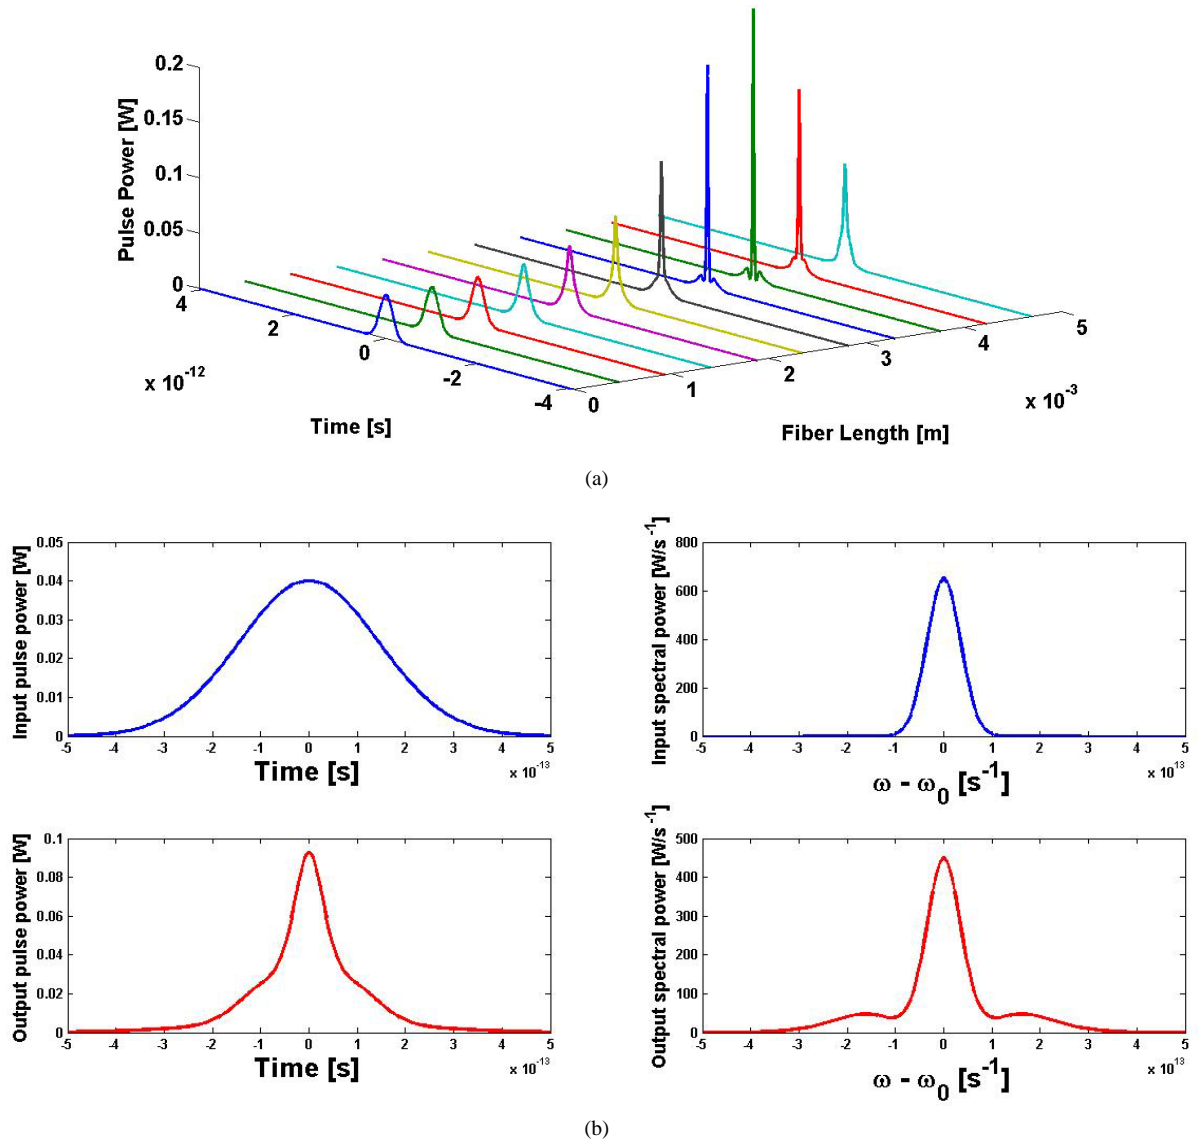 0.2
0.15
0.1
0.05
0
Pulse Power [W]
4
2
0
-2
-4
x 10-12
Time [s]
0
1
2
3
4
5
x 10-3
Fiber Length [m]
(a)
Input pulse power [W]
0.05
0.04
0.03
0.02
0.01
0
-5 -4 -3 -2 -1 0 1 2 3 4 5
Time [s]
x 10-13
Input spectral power [W/s-1]
800
600
400
200
0
-5 -4 -3 -2 -1 0 1 2 3 4 5
ω - ω0 [s-1]
x 1013
Output pulse power [W]
0.1
0.08
0.06
0.04
0.02
0
-5 -4 -3 -2 -1 0 1 2 3 4 5
Time [s]
x 10-13
Output spectral power [W/s-1]
500
400
300
200
100
0
-5 -4 -3 -2 -1 0 1 2 3 4 5
ω - ω0 [s-1]
x 1013
(b)